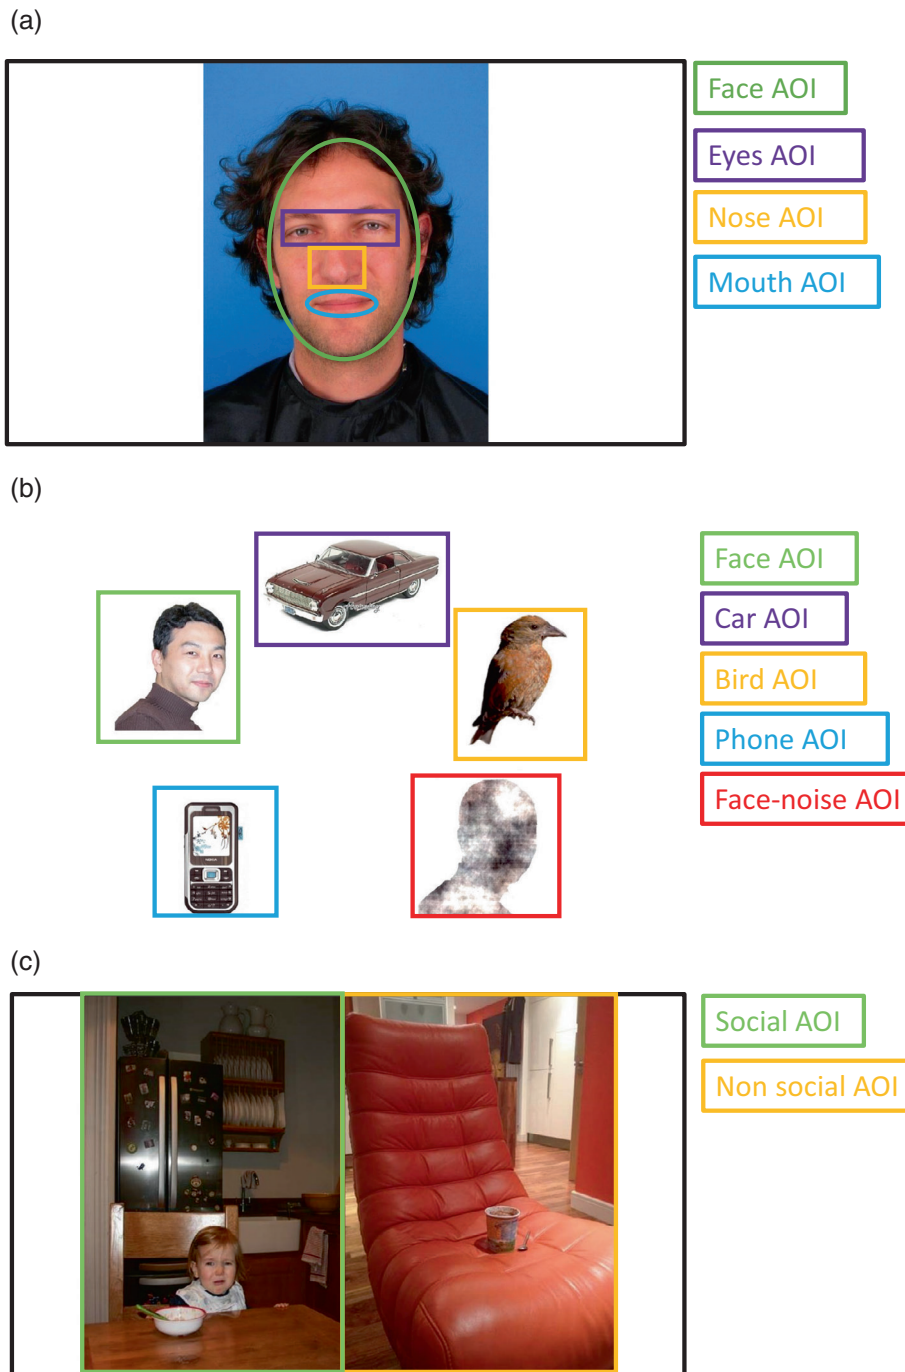 (a)
Face AOI
Eyes AOI
Nose AOI
Mouth AOI
(b)
Face AOI
Car AOI
Bird AOI
Phone AOI
Face-noise AOI
NOKIA
(c)
Social AOI
Non social AOI